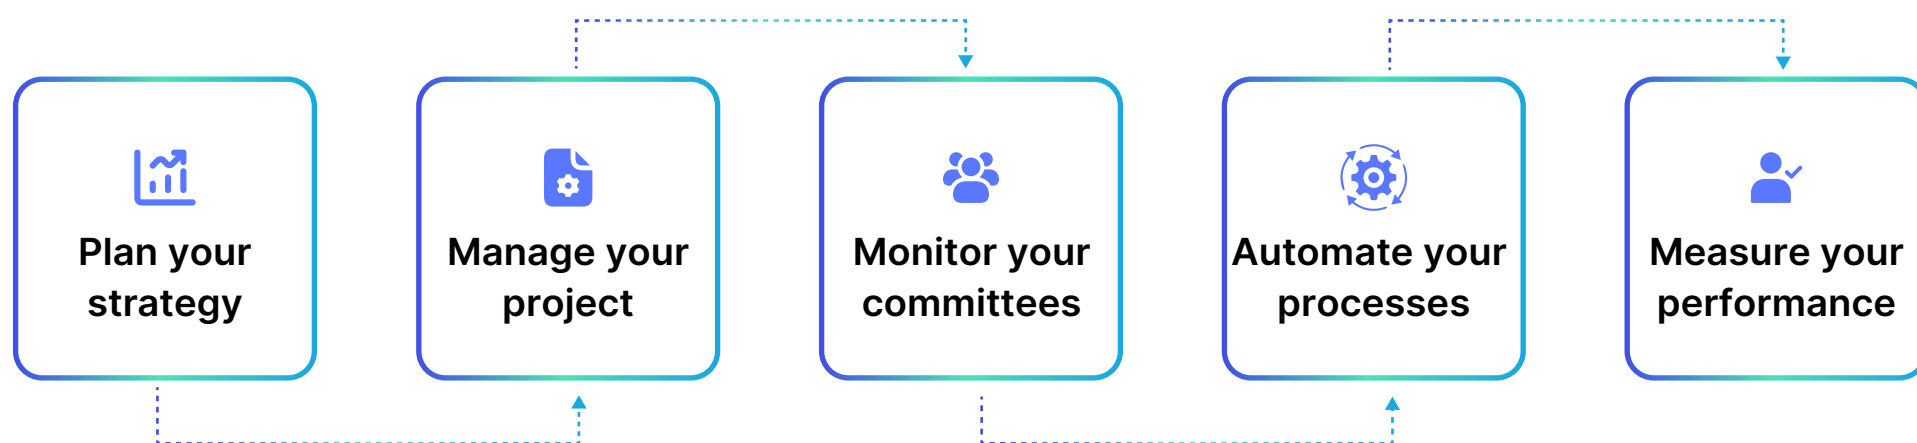 Plan your
strategy
Manage your
project
Monitor your
committees
Automate your
processes
Measure your
performance